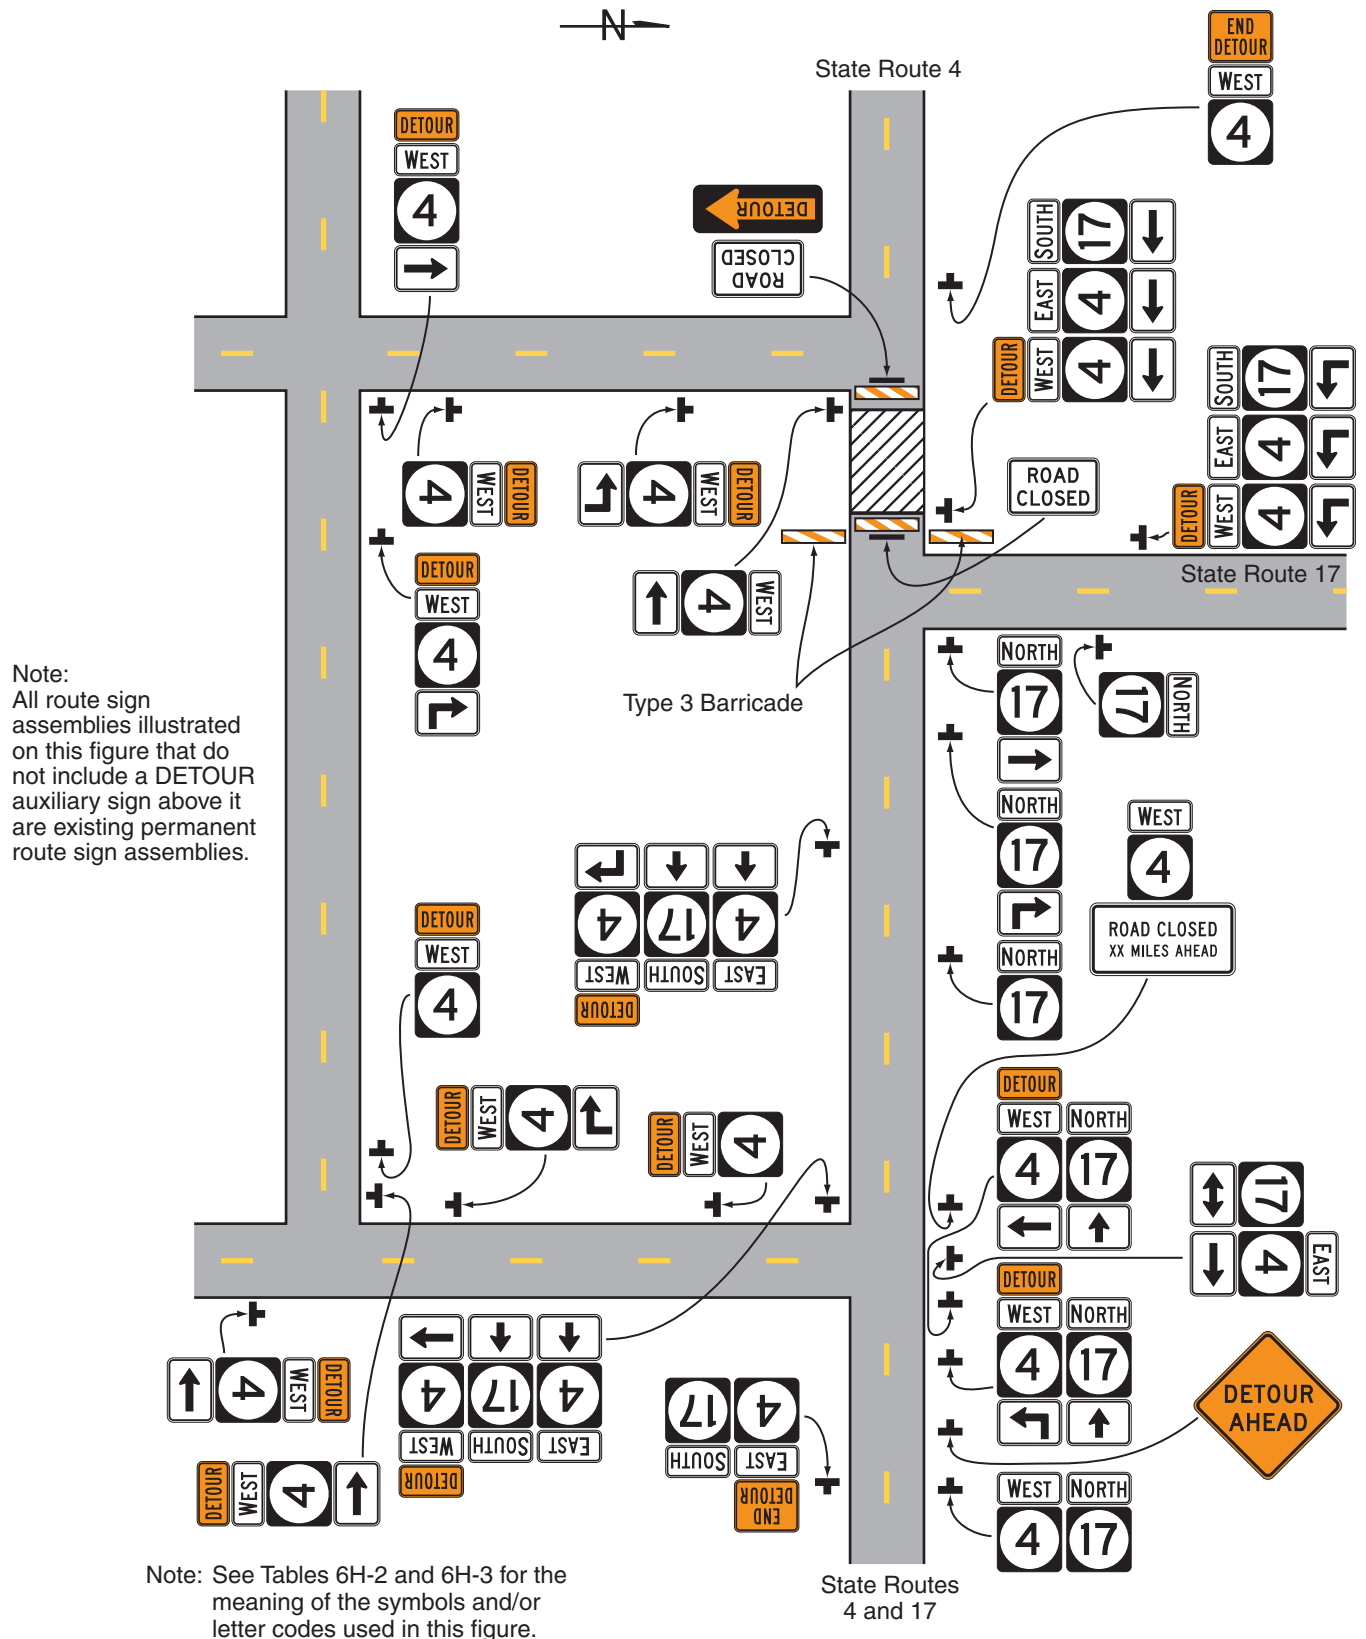 N
State Route 4
END
DETOUR
WEST
4
DETOUR
WEST
4
DETOUR
ROAD
CLOSED
SOUTH
17
EAST
4
DETOUR
WEST
4
SOUTH
17
EAST
4
DETOUR
WEST
4
ROAD
CLOSED
4
WEST
DETOUR
4
WEST
DETOUR
4
WEST
State Route 17
DETOUR
WEST
4
Note:
All route sign
assemblies illustrated
on this figure that do
not include a DETOUR
auxiliary sign above it
are existing permanent
route sign assemblies.
Type 3 Barricade
NORTH
17
17
NORTH
NORTH
17
NORTH
17
WEST
4
ROAD CLOSED
XX MILES AHEAD
DETOUR
WEST
4
EAST
4
SOUTH
17
DETOUR
WEST
4
DETOUR
WEST
4
DETOUR
WEST
4
DETOUR
WEST NORTH
4 17
17
EAST
4
DETOUR
WEST NORTH
4 17
DETOUR
AHEAD
4
WEST
DETOUR
DETOUR
WEST
4
EAST
4
SOUTH
17
DETOUR
WEST
4
END
DETOUR
EAST SOUTH
4 17
WEST NORTH
4 17
Note: See Tables 6H-2 and 6H-3 for the
meaning of the symbols and/or
letter codes used in this figure.
State Routes
4 and 17